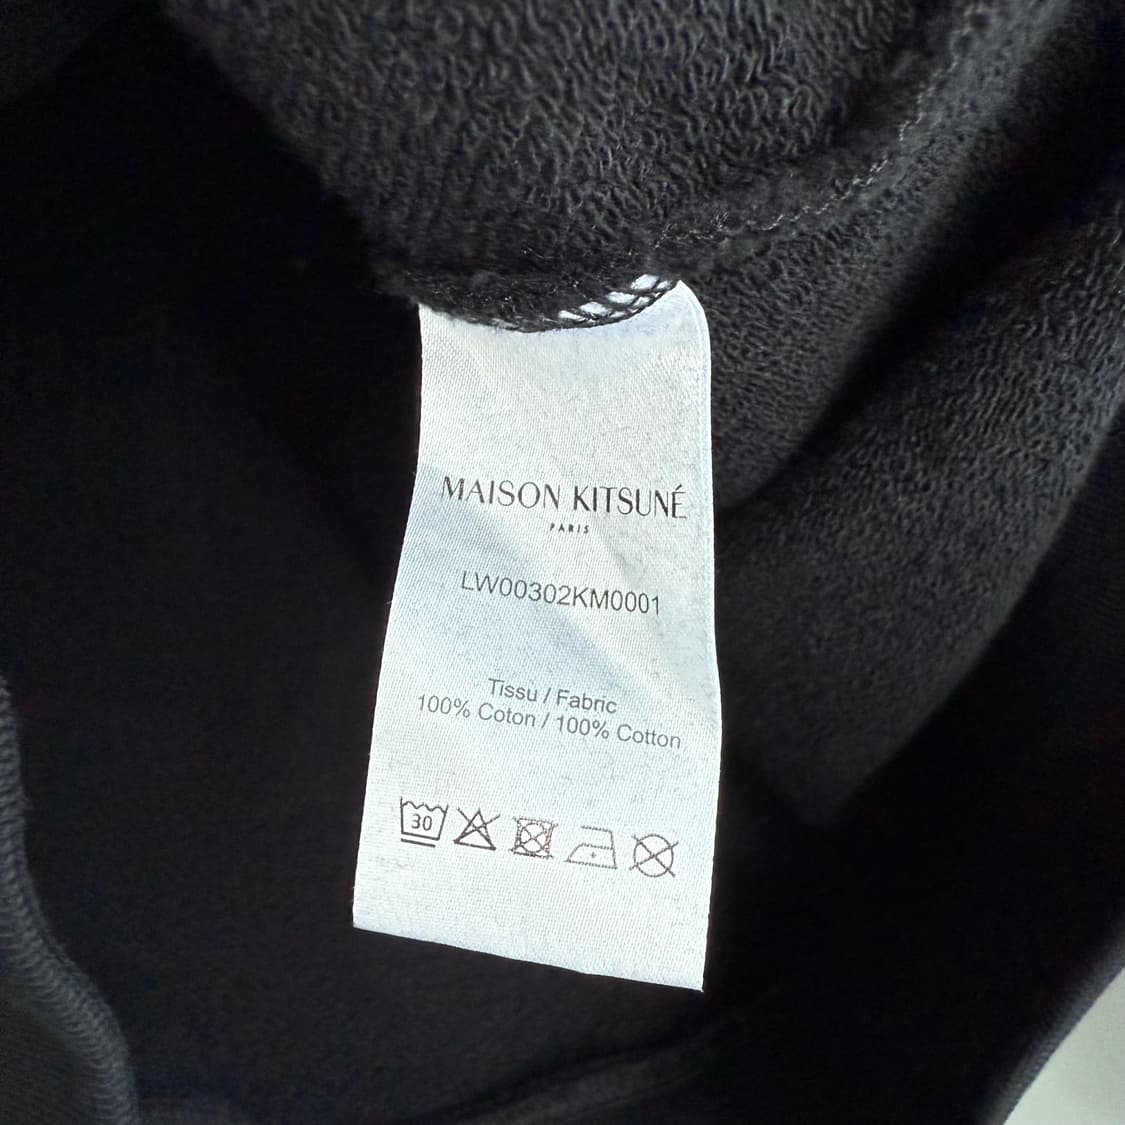 MAISON KITSUNÉ
PARIS
LW00302KM0001
Tissu / Fabric
100% Coton / 100% Cotton
30